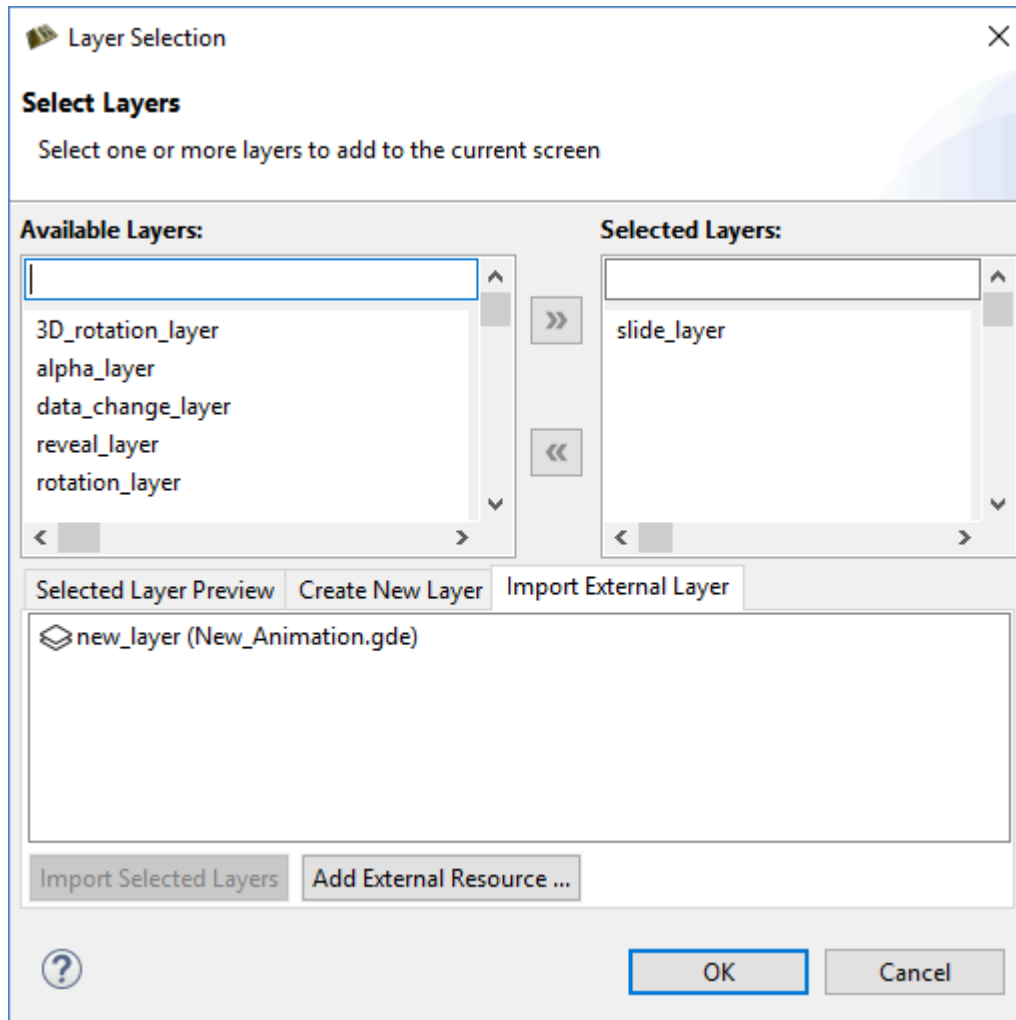 Layer Selection
Select Layers
Select one or more layers to add to the current screen
Available Layers:
3D_rotation_layer
alpha_layer
data_change_layer
reveal_layer
rotation_layer
Selected Layers:
slide_layer
Selected Layer Preview
Create New Layer
Import External Layer
new_layer (New_Animation.gde)
Import Selected Layers
Add External Resource ...
OK
Cancel